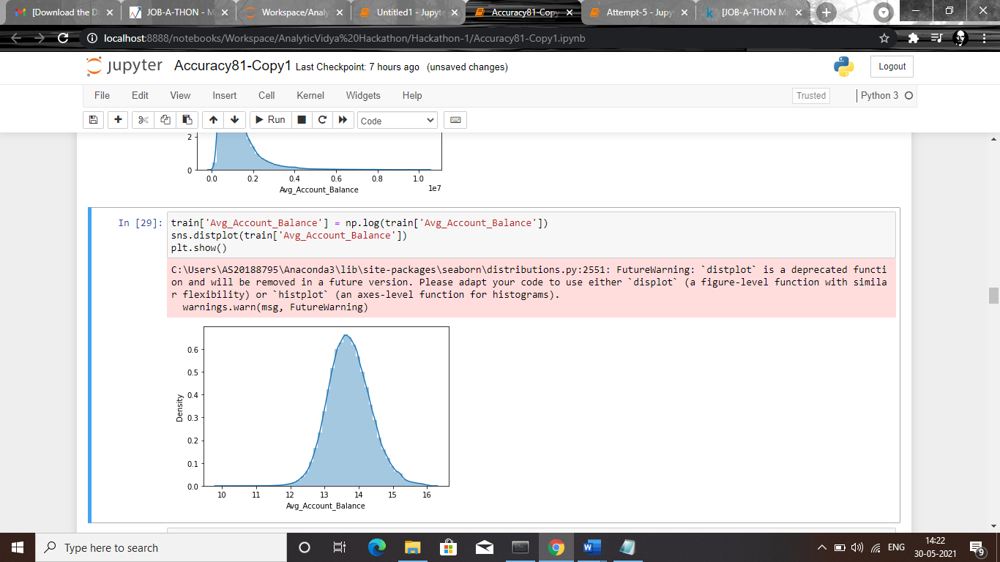 [Download the D
JOB-A-THON - M
Workspace/Analy
Untitled1 - Jupyte
Accuracy81-Copy
Attempt-5 - Jupy
[JOB-A-THON M
localhost:8888/notebooks/Workspace/AnalyticVidya%20Hackathon/Hackathon-1/Accuracy81-Copy1.ipynb
jupyter Accuracy81-Copy1 Last Checkpoint: 7 hours ago (unsaved changes)
Logout
File Edit View Insert Cell Kernel Widgets Help
Trusted
Python 3
Run
Code
2
0
0.0 0.2 0.4 0.6 0.8 1.0
1e7
Avg_Account_Balance
In [29]:
train['Avg_Account_Balance'] = np.log(train['Avg_Account_Balance'])
sns.distplot(train['Avg_Account_Balance'])
plt.show()
C:\Users\AS20188795\Anaconda3\lib\site-packages\seaborn\distributions.py:2551: FutureWarning: `distplot` is a deprecated functi
on and will be removed in a future version. Please adapt your code to use either `displot` (a figure-level function with simila
r flexibility) or `histplot` (an axes-level function for histograms).
warnings.warn(msg, FutureWarning)
0.6
0.5
0.4
0.3
0.2
0.1
0.0
Density
10 11 12 13 14 15 16
Avg_Account_Balance
Type here to search
ENG
14:22
30-05-2021
9